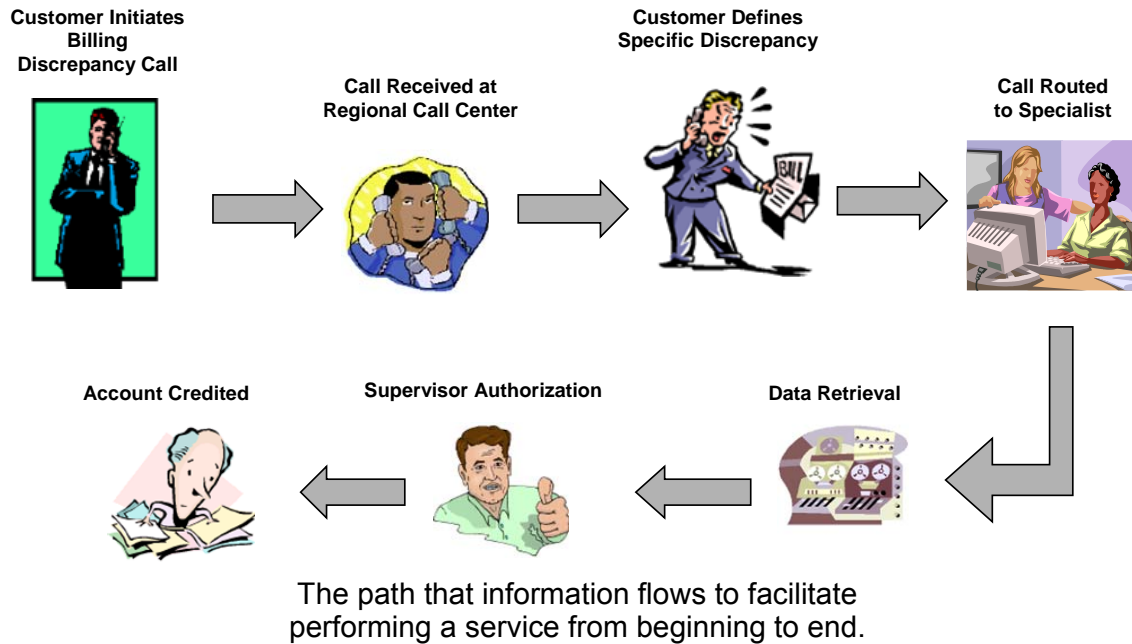 Customer Initiates
Billing
Discrepancy Call
Call Received at
Regional Call Center
Customer Defines
Specific Discrepancy
BILL
Call Routed
to Specialist
Data Retrieval
Supervisor Authorization
Account Credited
The path that information flows to facilitate
performing a service from beginning to end.